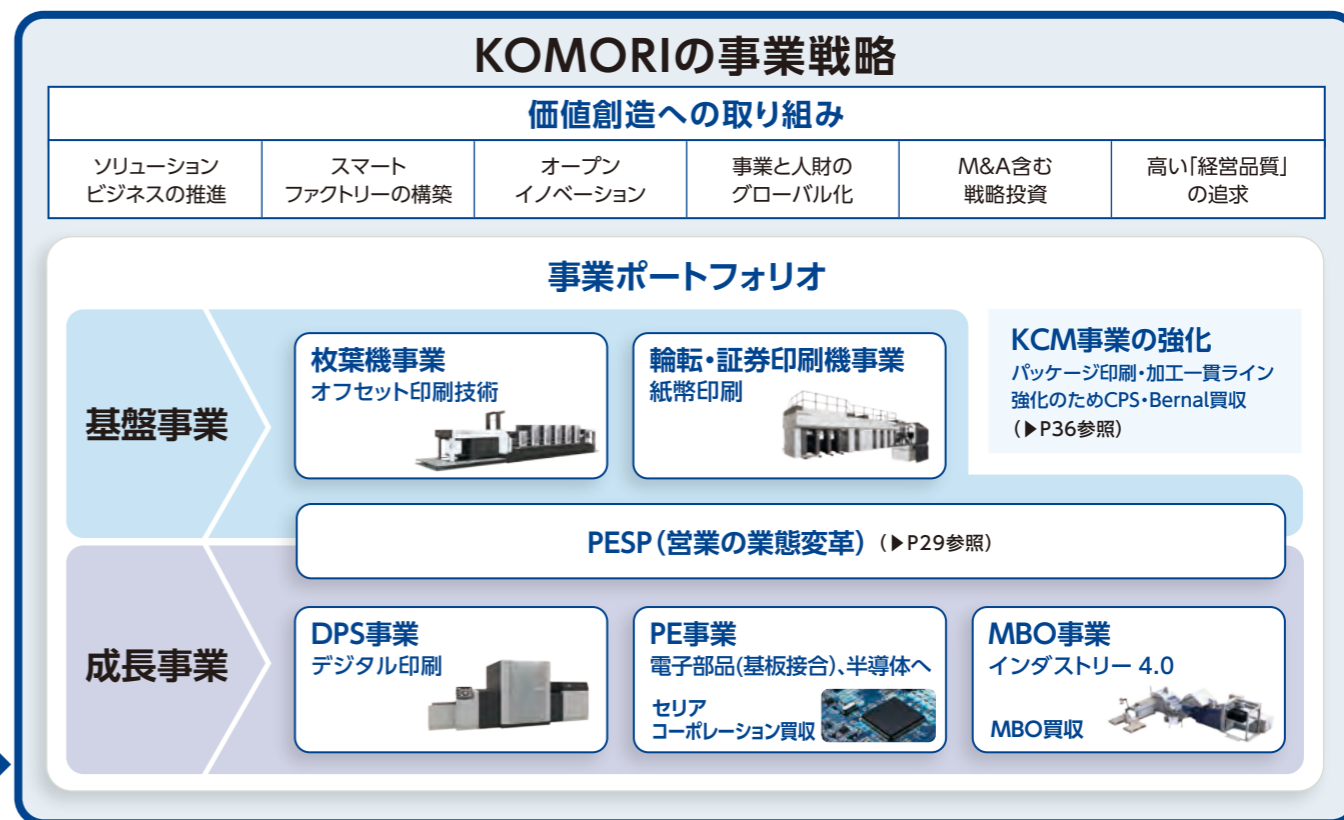 KOMORIの事業戦略
価値創造への取り組み
ソリューション
ビジネスの推進
スマート
ファクトリーの構築
オープン
イノベーション
事業と人財の
グローバル化
M&A含む
戦略投資
高い「経営品質」
の追求
事業ポートフォリオ
基盤事業
枚葉機事業
オフセット印刷技術
輪転・証券印刷機事業
紙幣印刷
KCM事業の強化
パッケージ印刷・加工一貫ライン
強化のためCPS・Bernal買収
(▶P36参照)
PESP(営業の業態変革)(▶P29参照)
成長事業
DPS事業
デジタル印刷
PE事業
電子部品(基板接合)、半導体へ
セリア
コーポレーション買収
MBO事業
インダストリー 4.0
MBO買収